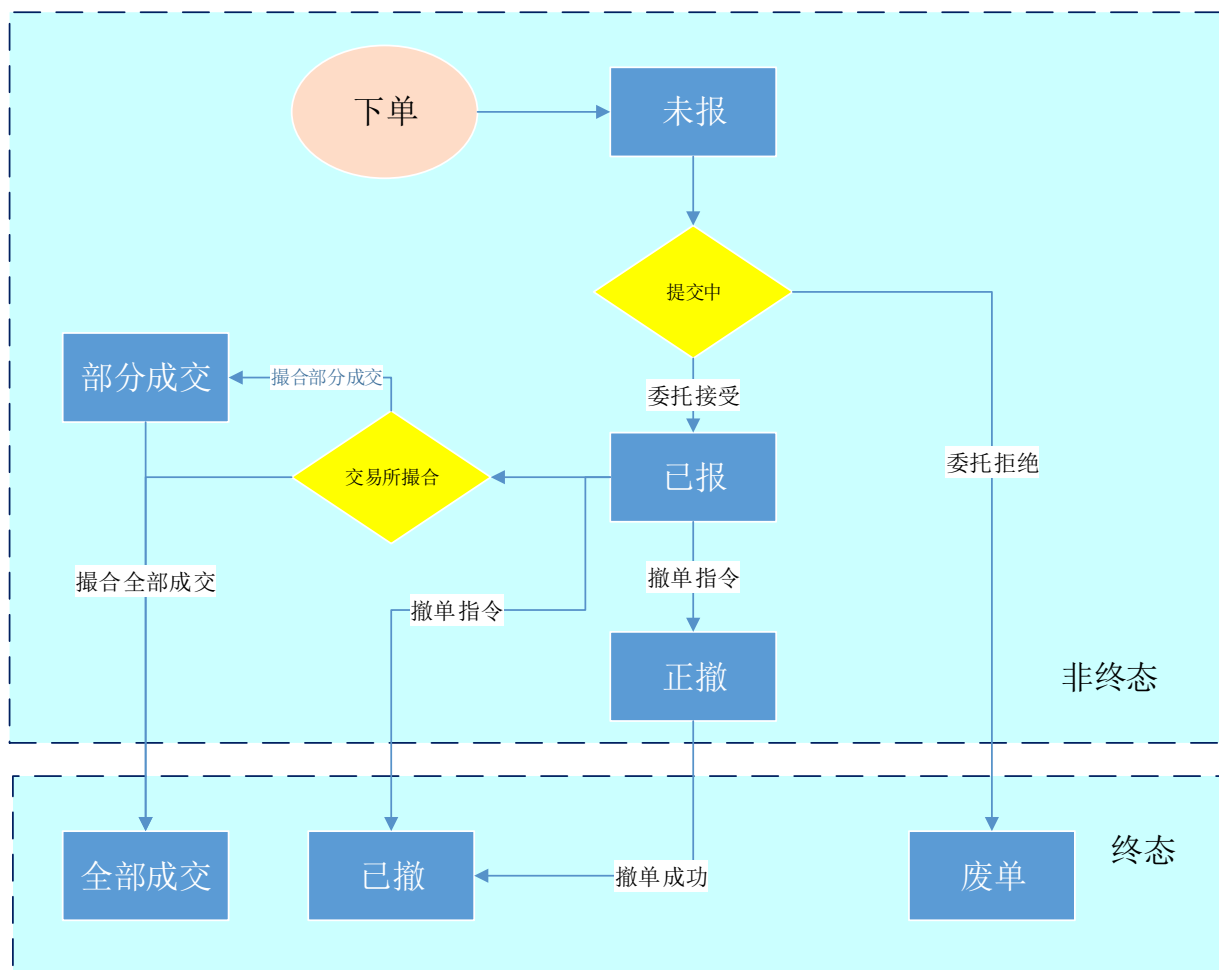 下单
未报
提交中
部分成交
撮合部分成交
委托接受
交易所撮合
已报
委托拒绝
撮合全部成交
撤单指令
撤单指令
正撤
非终态
终态
全部成交
已撤
撤单成功
废单